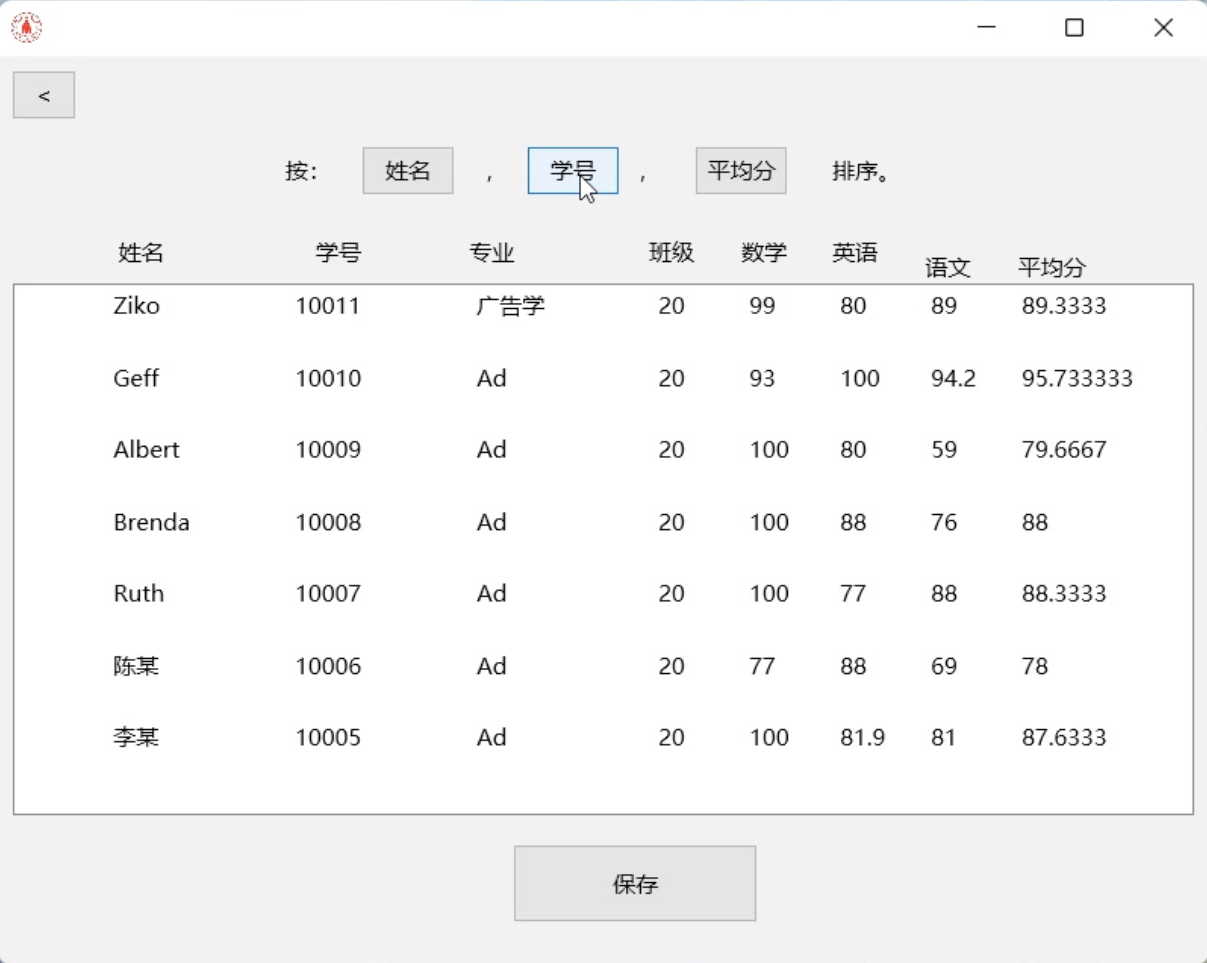 <
按： 姓名 ， 学号 ， 平均分 排序。
姓名 学号 专业 班级 数学 英语 语文 平均分
Ziko 10011 广告学 20 99 80 89 89.3333
Geff 10010 Ad 20 93 100 94.2 95.733333
Albert 10009 Ad 20 100 80 59 79.6667
Brenda 10008 Ad 20 100 88 76 88
Ruth 10007 Ad 20 100 77 88 88.3333
陈某 10006 Ad 20 77 88 69 78
李某 10005 Ad 20 100 81.9 81 87.6333
保存